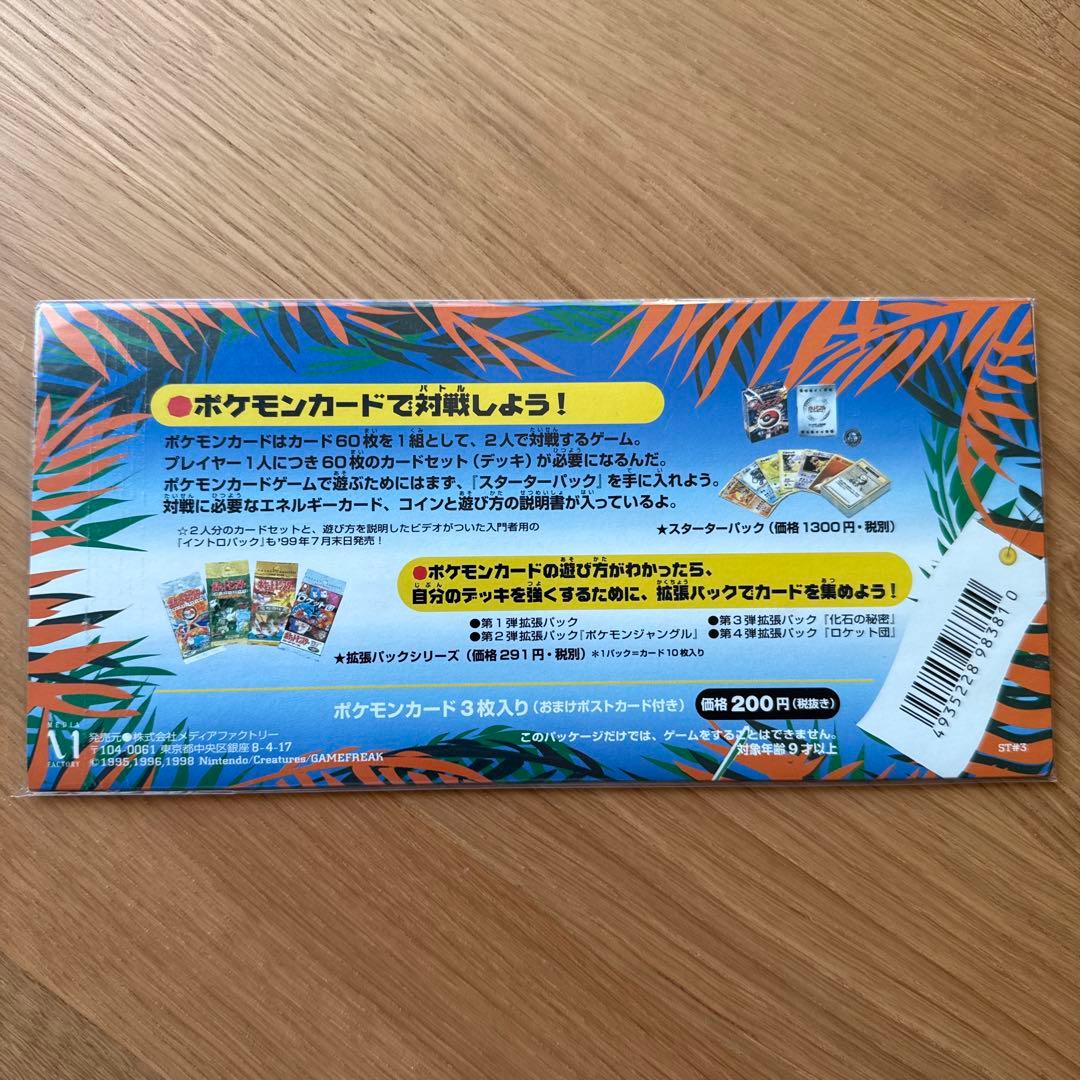 ●ポケモンカードで対戦しよう!
バトル
ポケモンカードはカード60枚を1組として、2人で対戦するゲーム。
プレイヤー1人につき60枚のカードセット(デッキ)が必要になるんだ。
ポケモンカードゲームで遊ぶためにはまず、『スターターパック』を手に入れよう。
対戦に必要なエネルギーカード、コインと遊び方の説明書が入っているよ。
☆2人分のカードセットと、遊び方を説明したビデオがついた入門者用の
『イントロパック』も'99年7月末日発売!
★スターターパック(価格1300円・税別)
●ポケモンカードの遊び方がわかったら、
自分のデッキを強くするために、拡張パックでカードを集めよう!
●第1弾拡張パック
●第2弾拡張パック『ポケモンジャングル』
●第3弾拡張パック『化石の秘密』
●第4弾拡張パック『ロケット団』
★拡張パックシリーズ(価格291円・税別) *1パック=カード10枚入り
ポケモンカード3枚入り(おまけポストカード付き) 価格200円(税抜き)
このパッケージだけでは、ゲームをすることはできません。
対象年齢9才以上
MEDIA
FACTORY
発売元●株式会社メディアファクトリー
〒104-0061 東京都中央区銀座8-4-17
©1995,1996,1998 Nintendo/Creatures/GAMEFREAK
4935228983810
ST#3